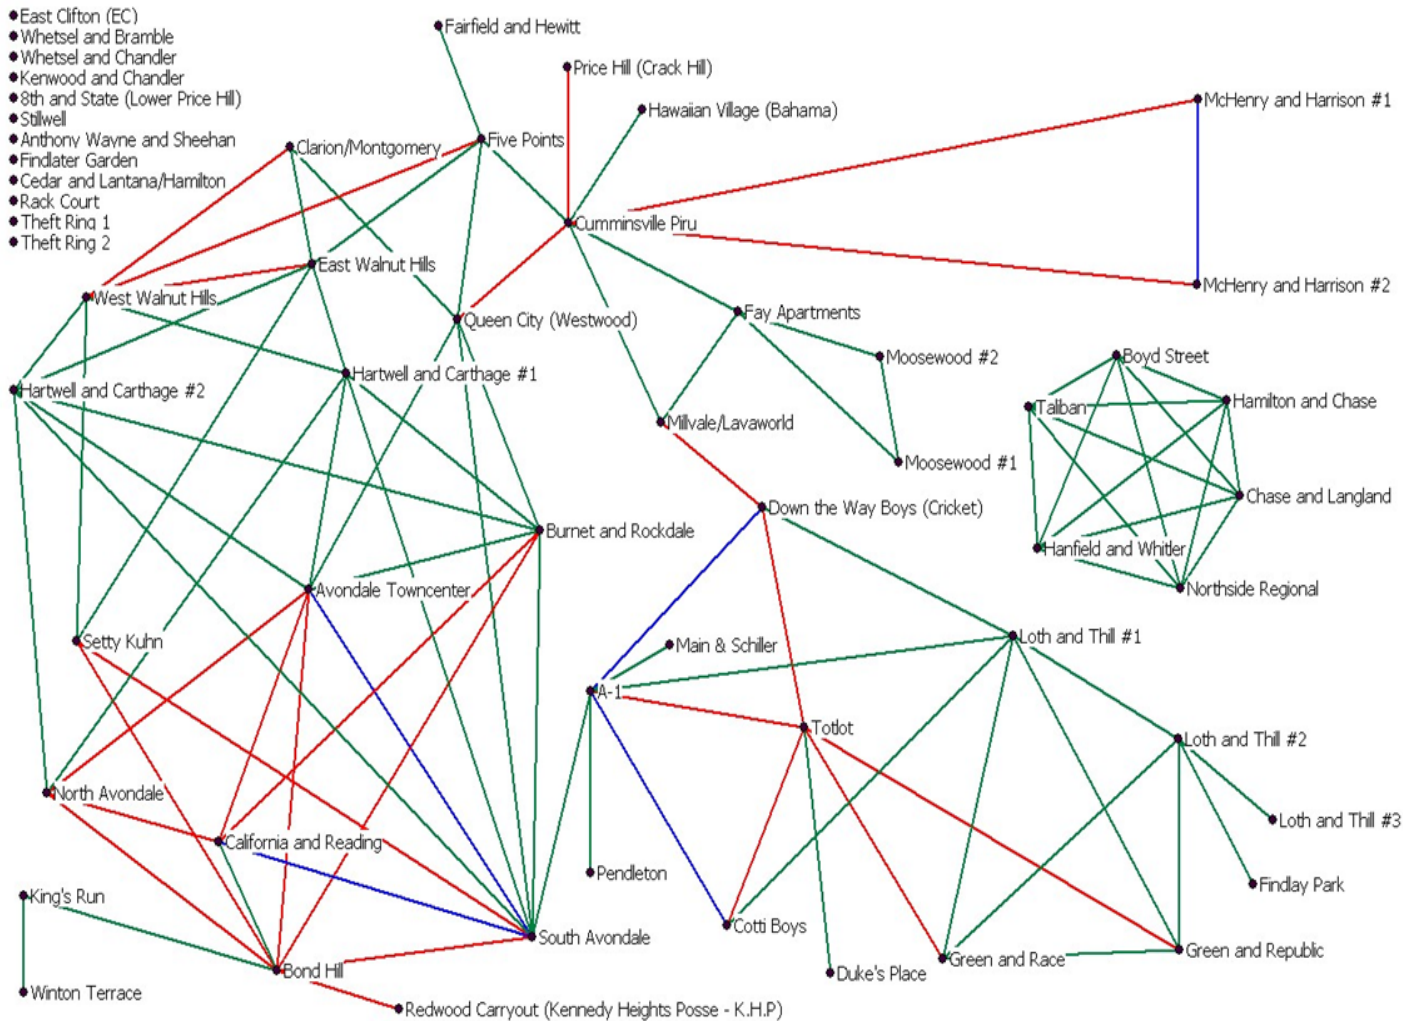 East Clifton (EC)
Whetsel and Bramble
Whetsel and Chandler
Kenwood and Chandler
8th and State (Lower Price Hill)
Stillwell
Anthony Wayne and Sheehan
Findlater Garden
Cedar and Lantana/Hamilton
Rack Court
Theft Ring 1
Theft Ring 2
Fairfield and Hewitt
Price Hill (Crack Hill)
Hawaiian Village (Bahama)
McHenry and Harrison #1
Clarion/Montgomery
Five Points
Cumminsville Piru
East Walnut Hills
McHenry and Harrison #2
West Walnut Hills
Queen City (Westwood)
Fay Apartments
Moosewood #2
Boyd Street
Hartwell and Carthage #1
Hartwell and Carthage #2
Taliban
Hamilton and Chase
Millvale/Lavaworld
Moosewood #1
Chase and Langland
Down the Way Boys (Cricket)
Burnet and Rockdale
Hanfield and Whitler
Avondale Towncenter
Northside Regional
Setty Kuhn
Main & Schiller
Loth and Thill #1
A-1
Totlot
Loth and Thill #2
North Avondale
Loth and Thill #3
California and Reading
Pendleton
Findlay Park
King's Run
Cotti Boys
South Avondale
Green and Republic
Green and Race
Bond Hill
Duke's Place
Winton Terrace
Redwood Carryout (Kennedy Heights Posse - K.H.P)